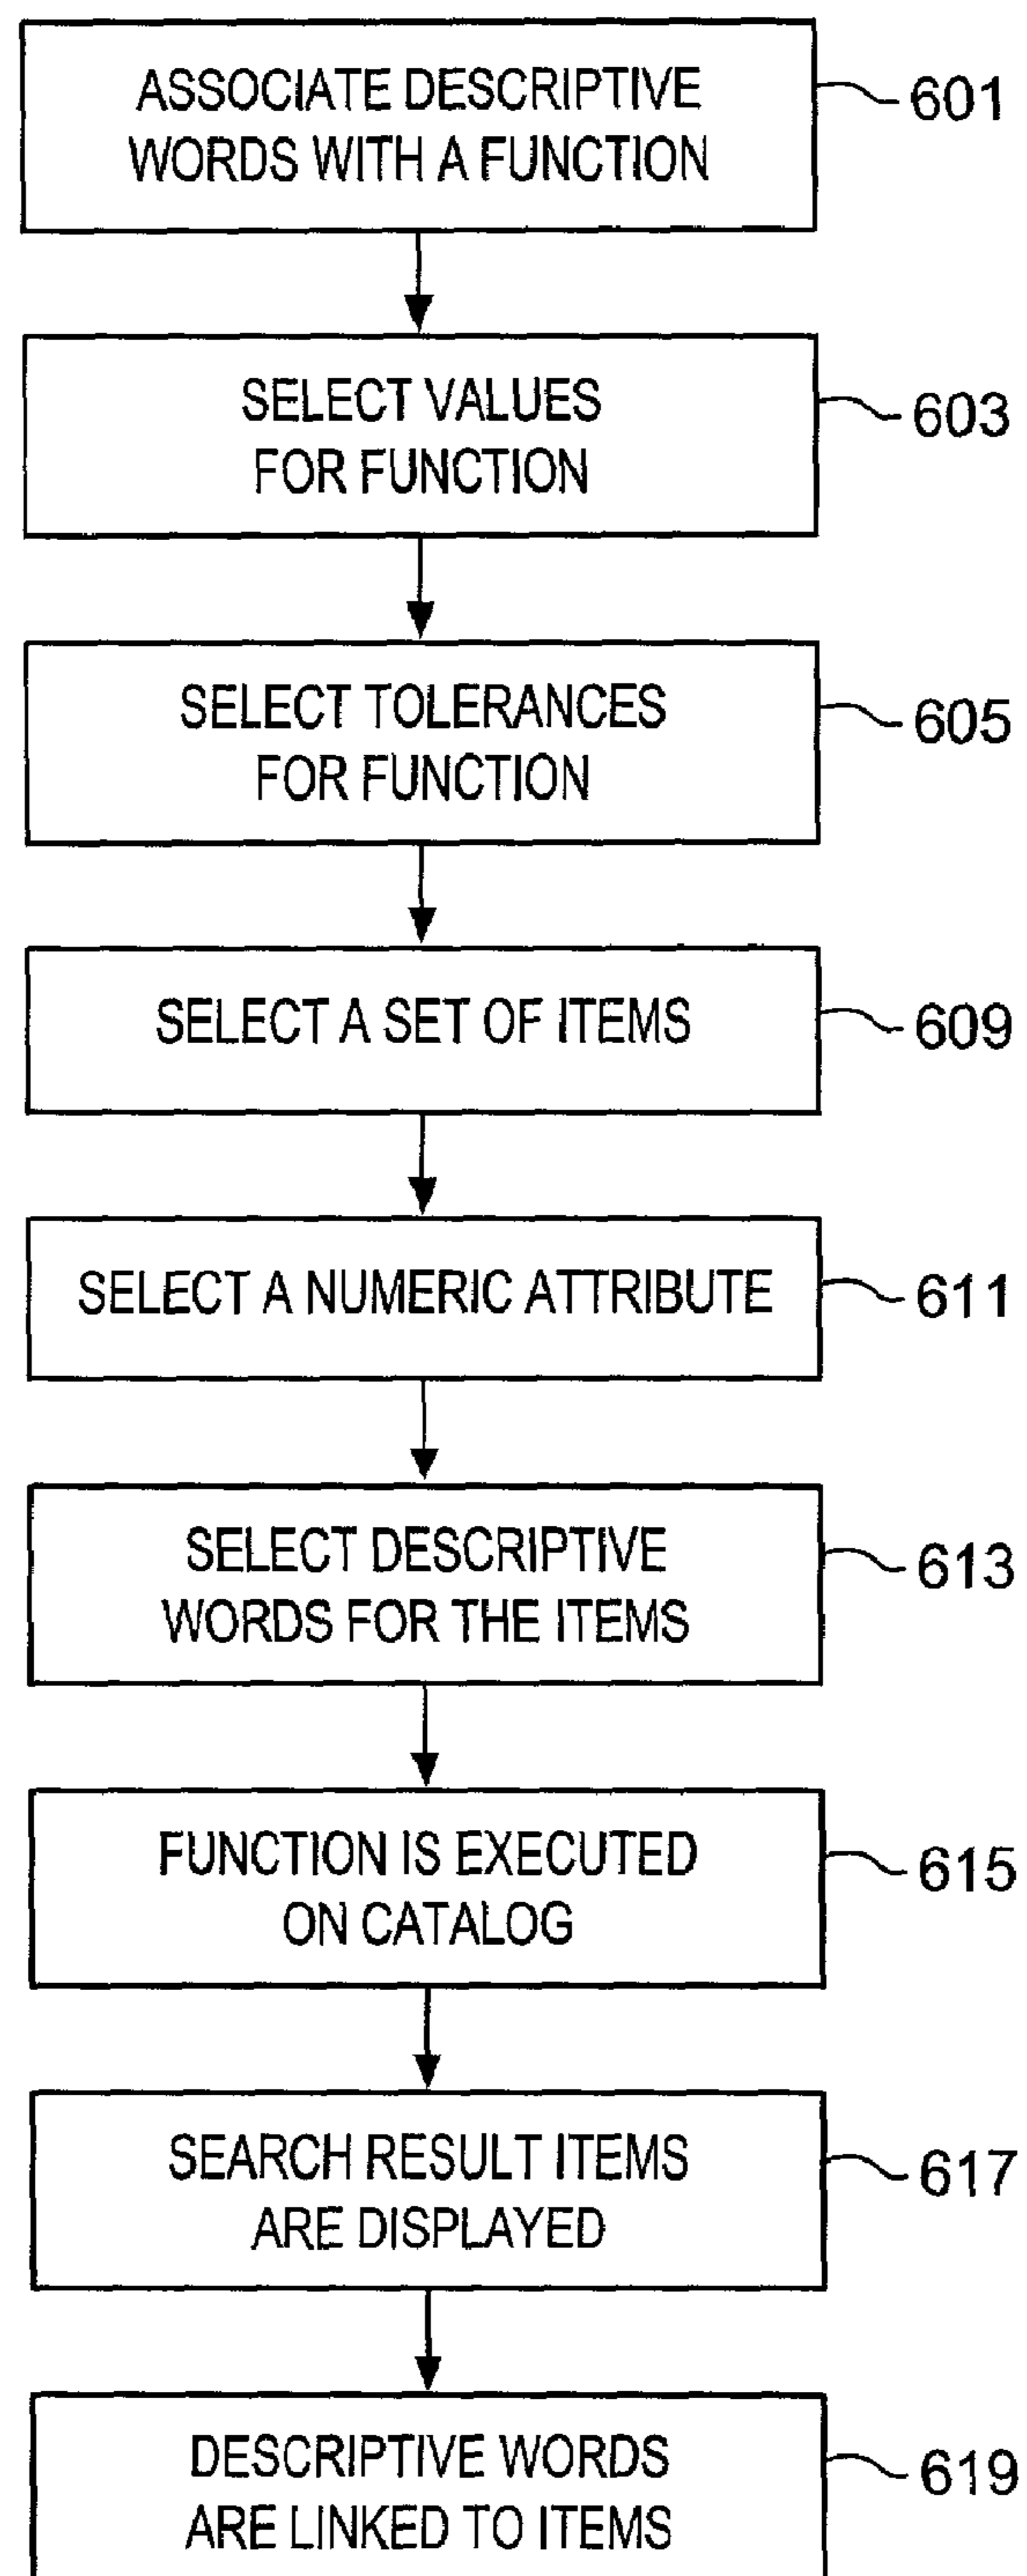 ASSOCIATE DESCRIPTIVE
WORDS WITH A FUNCTION
601
SELECT VALUES
FOR FUNCTION
603
SELECT TOLERANCES
FOR FUNCTION
605
SELECT A SET OF ITEMS
609
SELECT A NUMERIC ATTRIBUTE
611
SELECT DESCRIPTIVE
WORDS FOR THE ITEMS
613
FUNCTION IS EXECUTED
ON CATALOG
615
SEARCH RESULT ITEMS
ARE DISPLAYED
617
DESCRIPTIVE WORDS
ARE LINKED TO ITEMS
619